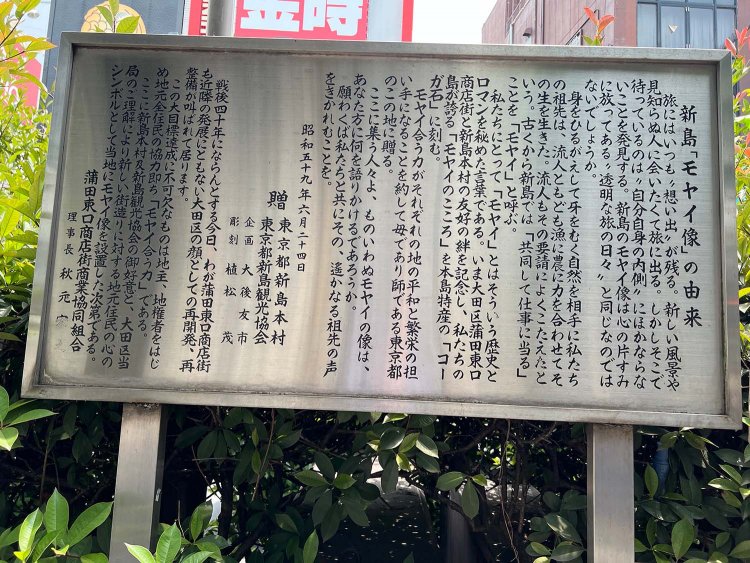 金時
新島「モヤイ像」の由来
旅にはいつも〝想い出〟が残る。新しい風景や
見知らぬ人に会いたくて旅に出る。しかしそこで
待っているのは〝自分自身の内側〟にほかならな
いことを発見する。新島のモヤイ像は心の片すみ
に放ってある〝透明な旅の日々〟と同じなのでは
ないでしょうか。
身をひるがえして牙をむく自然を相手に私たち
の祖先は、流人ともども漁に農に力を合わせてそ
の生を生きた。流人もその要請によくこたえたと
いう。古くから新島では「共同して仕事に当る」
ことを「モヤイ」と呼ぶ。
私たちにとって「モヤイ」とはそういう歴史と
ロマンを秘めた言葉である。いま大田区蒲田東口
商店街と新島本村の友好の絆を記念し、私たちの
島が誇る「モヤイのこころ」を本島特産の「コー
ガ石」に刻む。
モヤイ合う力がそれぞれの地の平和と繁栄の担
い手になることを約して母であり師である東京都
のこの地に贈る。
ここに集う人々よ、ものいわぬモヤイの像は、
あなた方に何を語りかけるであろうか。
願わくば私たちと共にその、遥かなる祖先の声
をきかれむことを。
昭和五十九年六月二十四日
贈
東京都新島本村
東京都新島観光協会
企画 大後友市
彫刻 植松 茂
戦後四十年にならんとする今日、わが蒲田東口商店街
も近隣の発展にともない大田区の顔としての再開発、再
整備が叫ばれて居ります。
この大目標達成に不可欠なものは地主、地権者をはじ
め地元全住民の協力即ち「モヤイ合う力」である。
ここに新島本村及新島観光協会の御好意と、大田区当
局のご理解により新しい街造りに対する地元住民の心の
シンボルとして当地にモヤイ像を設置した次第である。
蒲田東口商店街商業協同組合
理事長 秋元